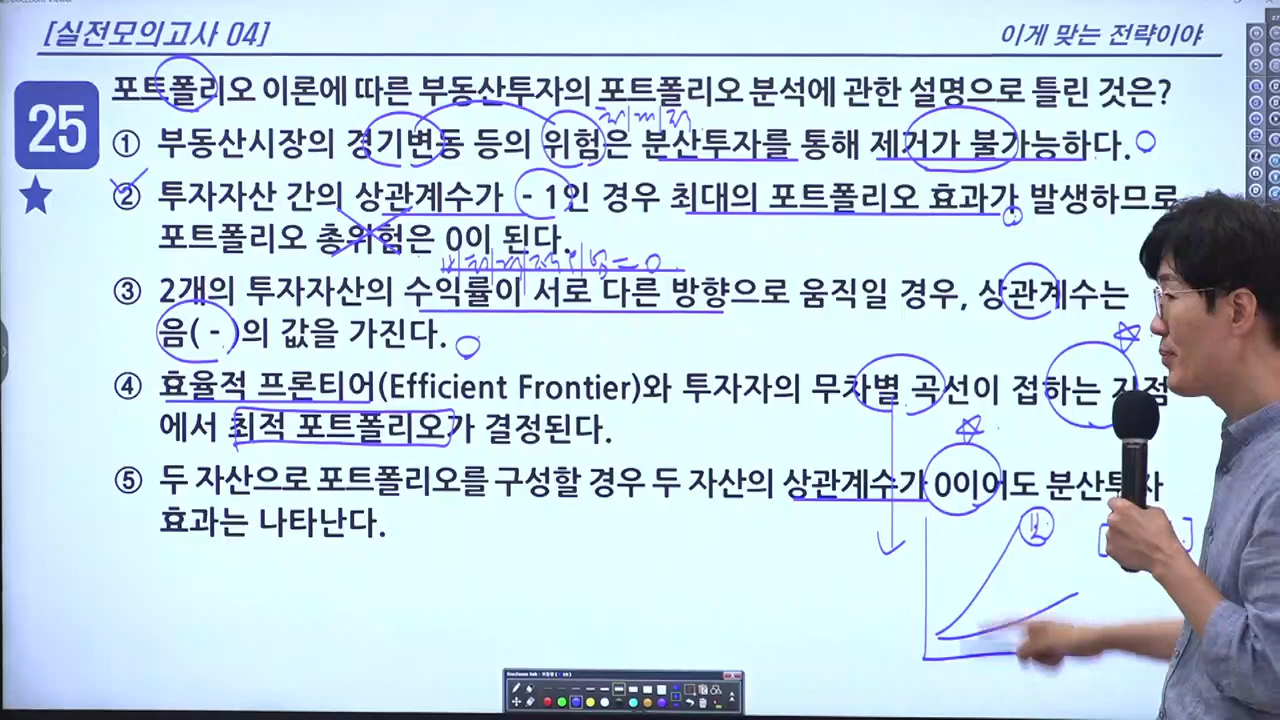 [실전모의고사 04]
이게 맞는 전략이야
25
포트폴리오 이론에 따른 부동산투자의 포트폴리오 분석에 관한 설명으로 틀린 것은?
① 부동산시장의 경기변동 등의 위험은 분산투자를 통해 제거가 불가능하다.
② 투자자산 간의 상관계수가 -1인 경우 최대의 포트폴리오 효과가 발생하므로
포트폴리오 총위험은 0이 된다.
③ 2개의 투자자산의 수익률이 서로 다른 방향으로 움직일 경우, 상관계수는
음(-)의 값을 가진다.
④ 효율적 프론티어(Efficient Frontier)와 투자자의 무차별 곡선이 접하는 지점
에서 최적 포트폴리오가 결정된다.
⑤ 두 자산으로 포트폴리오를 구성할 경우 두 자산의 상관계수가 0이어도 분산투자
효과는 나타난다.